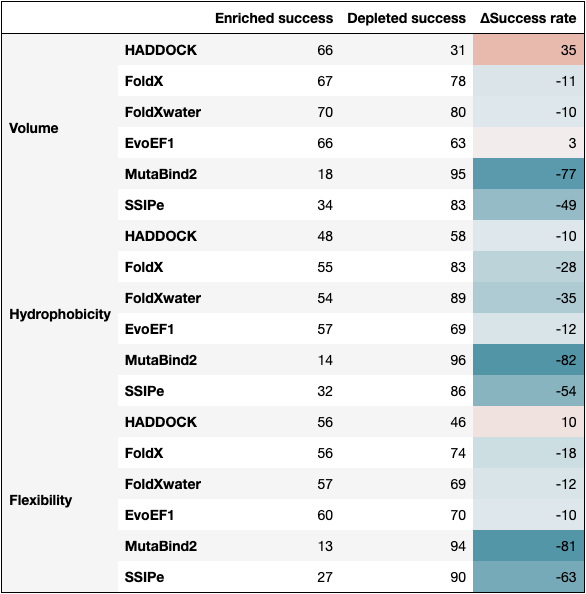 Enriched success Depleted success ΔSuccess rate
Volume HADDOCK 66 31 35
FoldX 67 78 -11
FoldXwater 70 80 -10
EvoEF1 66 63 3
MutaBind2 18 95 -77
SSIPe 34 83 -49
Hydrophobicity HADDOCK 48 58 -10
FoldX 55 83 -28
FoldXwater 54 89 -35
EvoEF1 57 69 -12
MutaBind2 14 96 -82
SSIPe 32 86 -54
Flexibility HADDOCK 56 46 10
FoldX 56 74 -18
FoldXwater 57 69 -12
EvoEF1 60 70 -10
MutaBind2 13 94 -81
SSIPe 27 90 -63